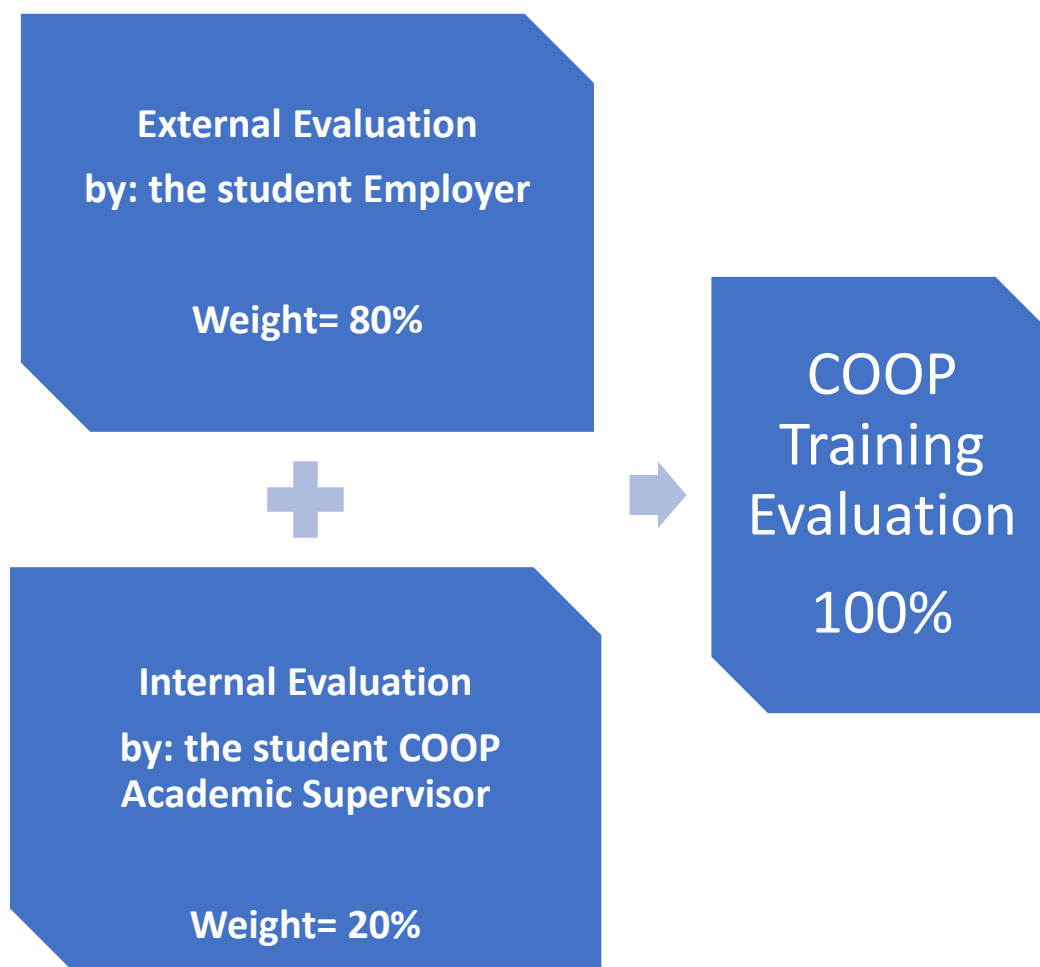 External Evaluation
by: the student Employer
Weight= 80%
Internal Evaluation
by: the student COOP
Academic Supervisor
Weight= 20%
COOP
Training
Evaluation
100%